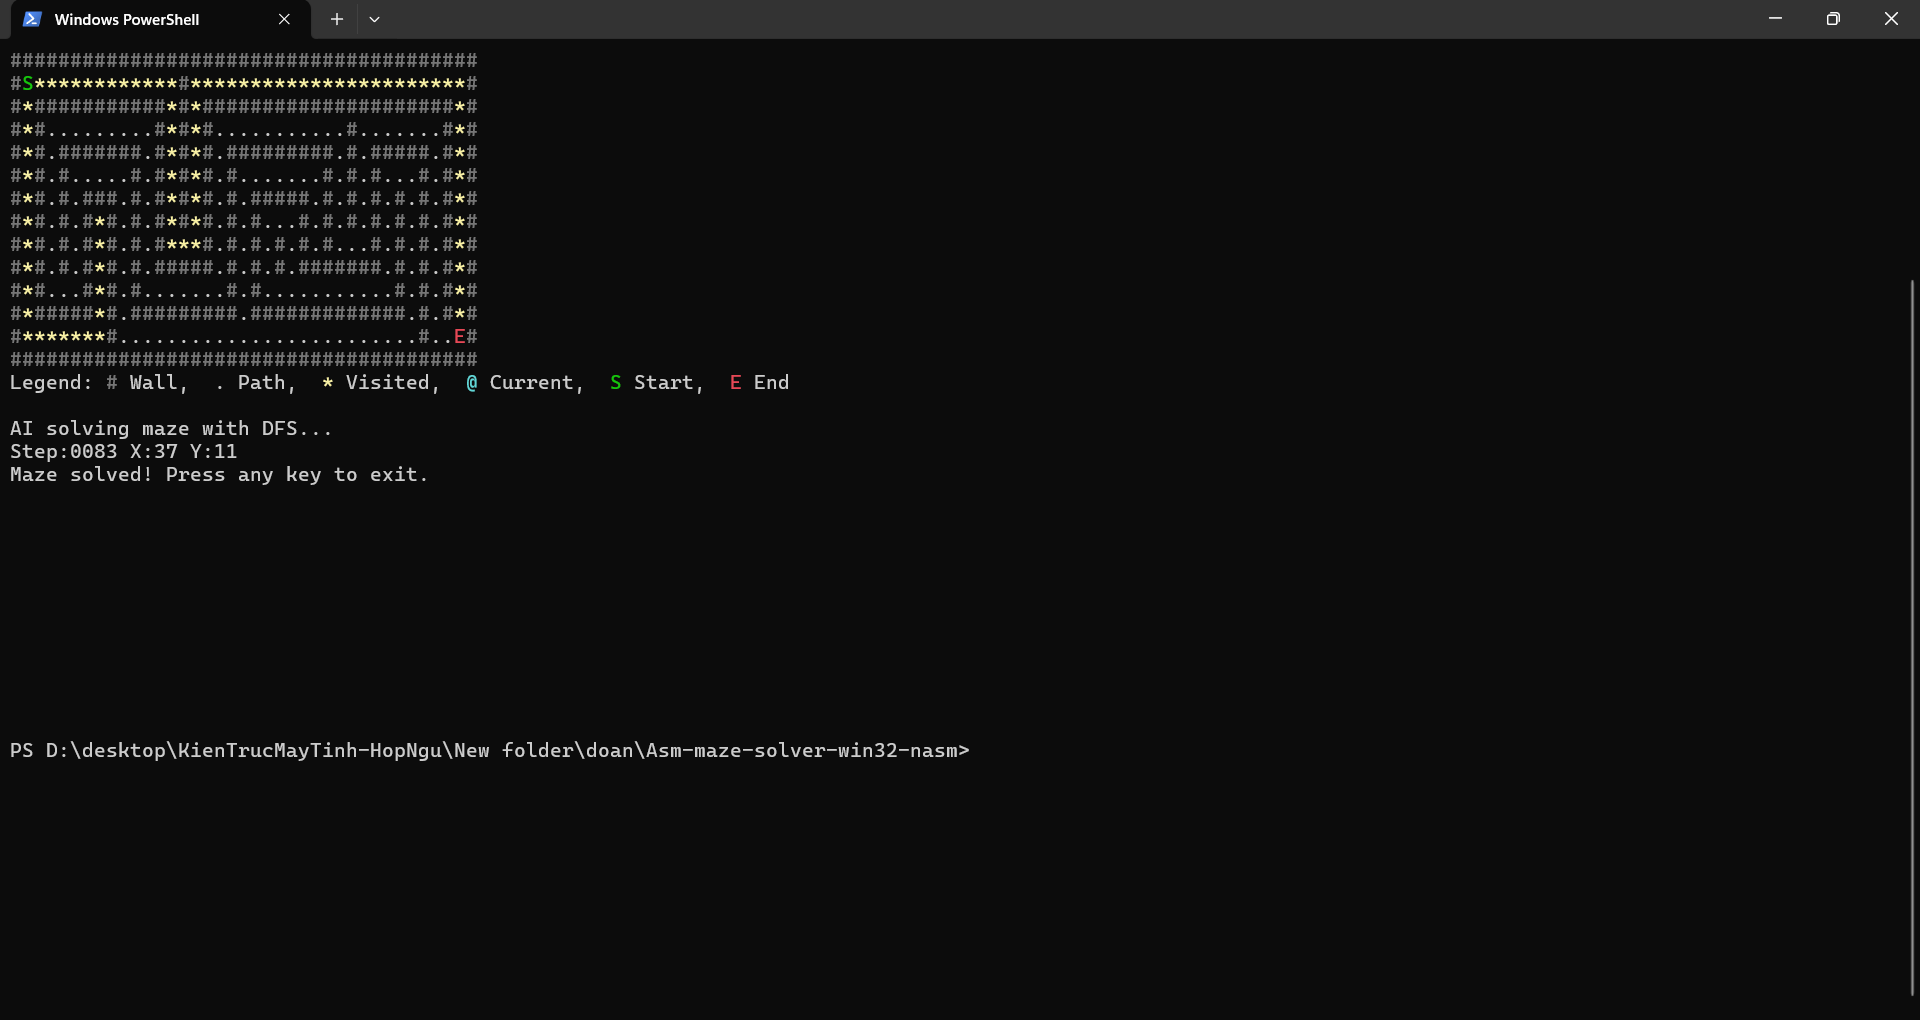 Windows PowerShell
#######################################
#S************#***********************#
#*###########*#*#####################*#
#*#.........#*#*#...........#.......#*#
#*#.#######.#*#*#.#########.#.#####.#*#
#*#.#.....#.#*#*#.#.......#.#.#...#.#*#
#*#.#.###.#.#*#*#.#.#####.#.#.#.#.#.#*#
#*#.#.#*#.#.#*#*#.#.#...#.#.#.#.#.#.#*#
#*#.#.#*#.#.#***#.#.#.#.#.#...#.#.#.#*#
#*#.#.#*#.#.#####.#.#.#.#######.#.#.#*#
#*#...#*#.#.......#.#...........#.#.#*#
#*#####*#.#########.#############.#.#*#
#*******#.........................#..E#
#######################################
Legend: # Wall,  . Path,  * Visited,  @ Current,  S Start,  E End
AI solving maze with DFS...
Step:0083 X:37 Y:11
Maze solved! Press any key to exit.
PS D:\desktop\KienTrucMayTinh-HopNgu\New folder\doan\Asm-maze-solver-win32-nasm>